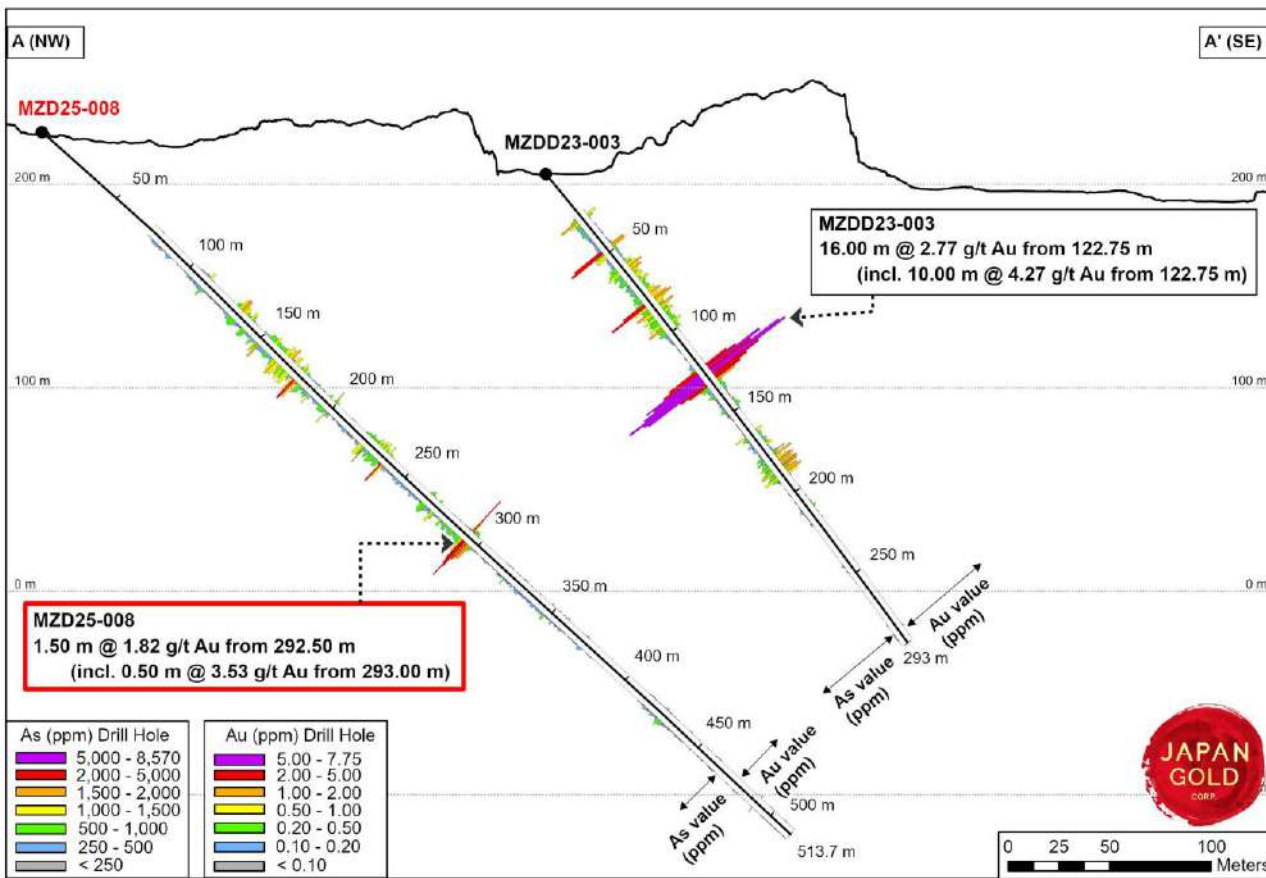 A (NW)
A' (SE)
MZD25-008
MZDD23-003
200 m
200 m
50 m
100 m
150 m
200 m
250 m
300 m
350 m
400 m
450 m
500 m
513.7 m
50 m
100 m
150 m
200 m
250 m
293 m
MZDD23-003
16.00 m @ 2.77 g/t Au from 122.75 m
(incl. 10.00 m @ 4.27 g/t Au from 122.75 m)
100 m
100 m
0 m
0 m
MZD25-008
1.50 m @ 1.82 g/t Au from 292.50 m
(incl. 0.50 m @ 3.53 g/t Au from 293.00 m)
Au value
(ppm)
As value
(ppm)
Au value
(ppm)
As value
(ppm)
As (ppm) Drill Hole
5,000 - 8,570
2,000 - 5,000
1,500 - 2,000
1,000 - 1,500
500 - 1,000
250 - 500
< 250
Au (ppm) Drill Hole
5.00 - 7.75
2.00 - 5.00
1.00 - 2.00
0.50 - 1.00
0.20 - 0.50
0.10 - 0.20
< 0.10
JAPAN
GOLD
CORP.
0 25 50 100
Meters